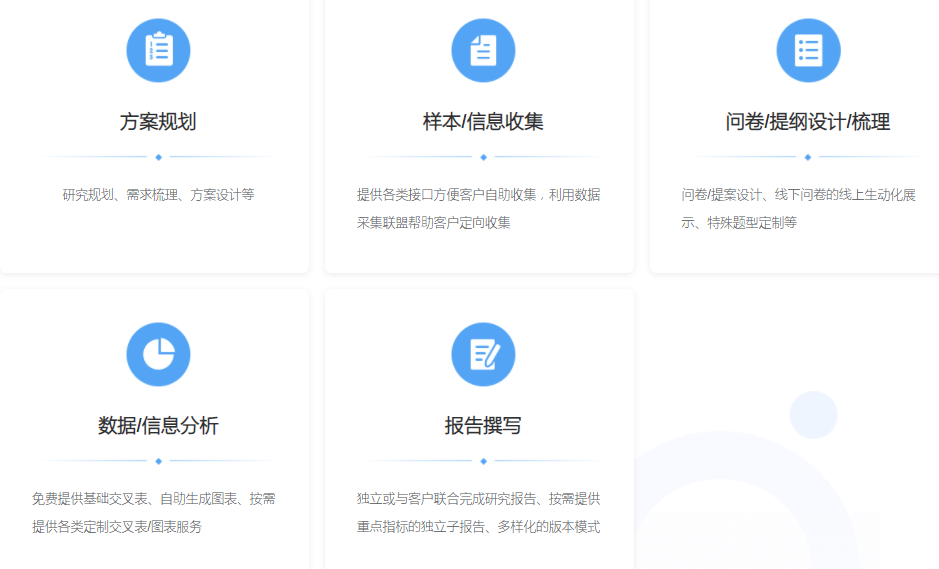 方案规划
研究规划、需求梳理、方案设计等
样本/信息收集
提供各类接口方便客户自助收集，利用数据
采集联盟帮助客户定向收集
问卷/提纲设计/梳理
问卷/提案设计、线下问卷的线上生动化展
示、特殊题型定制等
数据/信息分析
免费提供基础交叉表、自助生成图表、按需
提供各类定制交叉表/图表服务
报告撰写
独立或与客户联合完成研究报告、按需提供
重点指标的独立子报告、多样化的版本模式